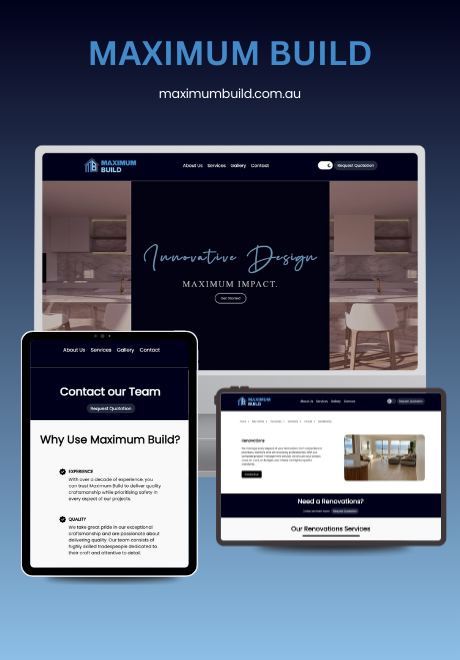 MAXIMUM BUILD
maximumbuild.com.au
MAXIMUM
BUILD
About Us Services Gallery Contact
Request Quotation
Innovative Design
MAXIMUM IMPACT.
Get Started
About Us Services Gallery Contact
Contact our Team
Request Quotation
Why Use Maximum Build?
EXPERIENCE
With over a decade of experience, you
can trust Maximum Build to deliver quality
craftsmanship while prioritising safety in
every aspect of our projects.
QUALITY
We take great pride in our exceptional
craftsmanship and are passionate about
delivering quality. Our team consists of
highly skilled tradespeople dedicated to
their craft and attentive to detail.
MAXIMUM
BUILD
About Us Services Gallery Contact
Request Quotation
Renovations
Need a Renovations?
Request Quotation
Our Renovations Services